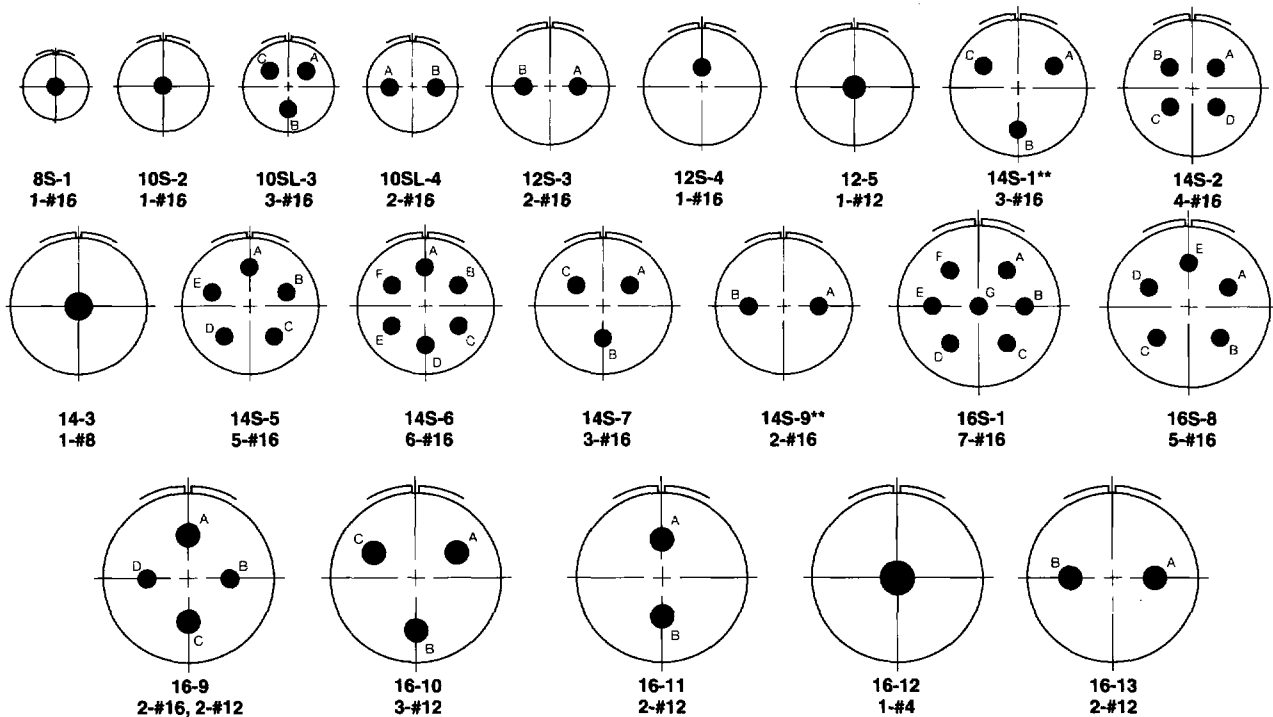 C A B
A B
B A
C A B
B A C D
8S-1 10S-2 10SL-3 10SL-4 12S-3 12S-4 12-5 14S-1** 14S-2
1-#16 1-#16 3-#16 2-#16 2-#16 1-#16 1-#12 3-#16 4-#16
A E B D C
A F B E C D
C A B
B A
F A E G B D C
E D A C B
14-3 14S-5 14S-6 14S-7 14S-9** 16S-1 16S-8
1-#8 5-#16 6-#16 3-#16 2-#16 7-#16 5-#16
A D B C
C A B
A B
B A
16-9 16-10 16-11 16-12 16-13
2-#16, 2-#12 3-#12 2-#12 1-#4 2-#12